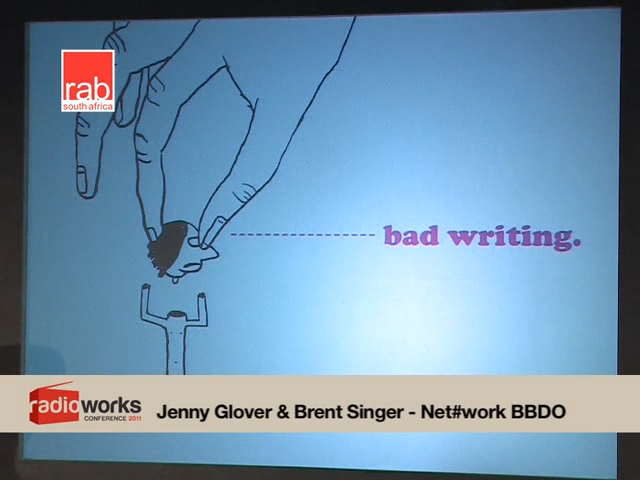 rab
south africa
bad writing.
radioworks
CONFERENCE 2011
Jenny Glover & Brent Singer - Net#work BBDO